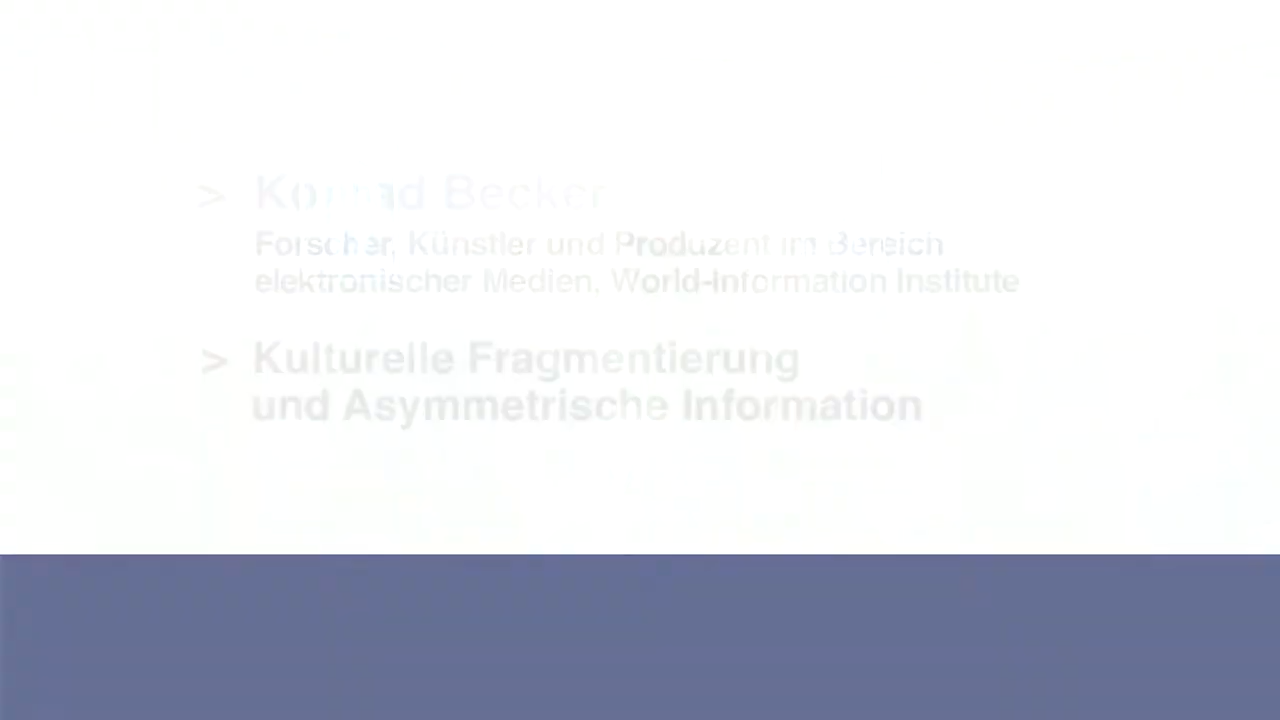 > Konrad Becker
Forscher, Künstler und Produzent im Bereich
elektronischer Medien, World-Information Institute
> Kulturelle Fragmentierung
und Asymmetrische Information